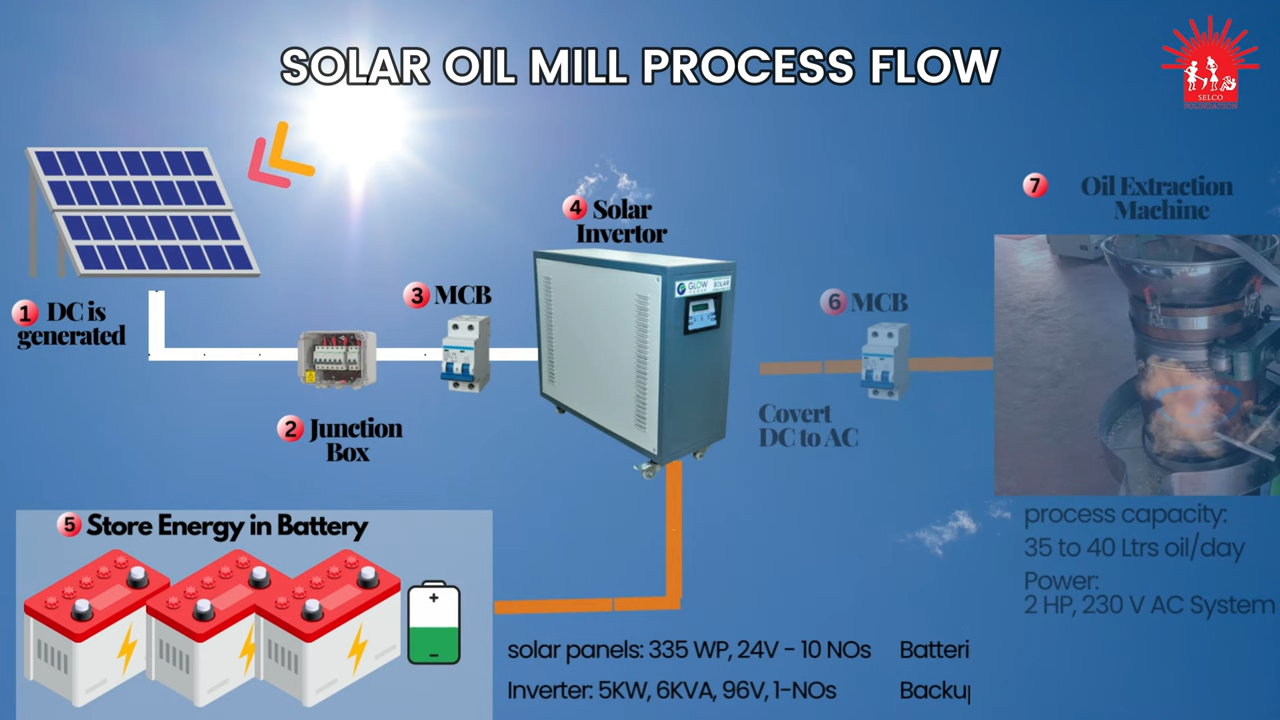 SOLAR OIL MILL PROCESS FLOW
SELCO
FOUNDATION
1 DC is
generated
2 Junction
Box
3 MCB
4 Solar
Invertor
GLOW
SOLAR
6 MCB
Covert
DC to AC
7 Oil Extraction
Machine
process capacity:
35 to 40 Ltrs oil/day
Power:
2 HP, 230 V AC System
5 Store Energy in Battery
solar panels: 335 WP, 24V - 10 NOs
Batteri
Inverter: 5KW, 6KVA, 96V, 1-NOs
Backu